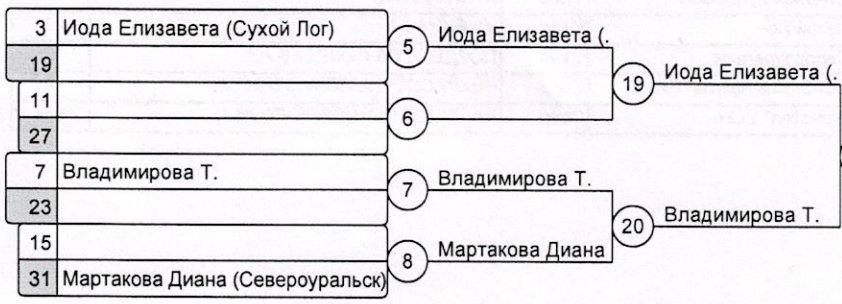 3 Иода Елизавета (Сухой Лог)
19
5
Иода Елизавета (.
11
27
6
19
Иода Елизавета (.
7 Владимирова Т.
23
7
Владимирова Т.
15
31 Мартакова Диана (Североуральск)
8
Мартакова Диана
20
Владимирова Т.